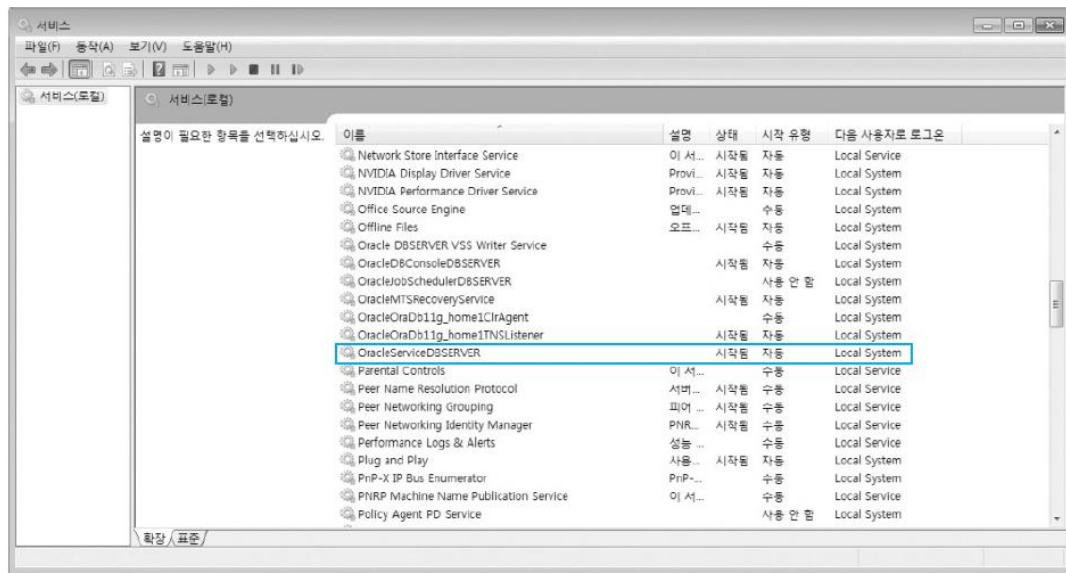 서비스
파일(F) 동작(A) 보기(V) 도움말(H)
서비스(로컬)
서비스(로컬)
설명이 필요한 항목을 선택하십시오.
이름 설명 상태 시작 유형 다음 사용자로 로그온
Network Store Interface Service 이 서... 시작됨 자동 Local Service
NVIDIA Display Driver Service Provi... 시작됨 자동 Local System
NVIDIA Performance Driver Service Provi... 시작됨 자동 Local System
Office Source Engine 업데... 수동 Local System
Offline Files 오프... 시작됨 자동 Local System
Oracle DBSERVER VSS Writer Service 수동 Local System
OracleDBConsoleDBSERVER 시작됨 자동 Local System
OracleJobSchedulerDBSERVER 사용 안 함 Local System
OracleMTSRecoveryService 시작됨 자동 Local System
OracleOraDb11g_home1ClrAgent 수동 Local System
OracleOraDb11g_home1TNSListener 시작됨 자동 Local System
OracleServiceDBSERVER 시작됨 자동 Local System
Parental Controls 이 서... 수동 Local Service
Peer Name Resolution Protocol 서버... 시작됨 수동 Local Service
Peer Networking Grouping 피어 ... 시작됨 수동 Local Service
Peer Networking Identity Manager PNR... 시작됨 수동 Local Service
Performance Logs & Alerts 성능 ... 수동 Local Service
Plug and Play 사용... 시작됨 자동 Local System
PnP-X IP Bus Enumerator PnP-... 수동 Local System
PNRP Machine Name Publication Service 이 서... 수동 Local Service
Policy Agent PD Service 사용 안 함 Local System
확장 표준